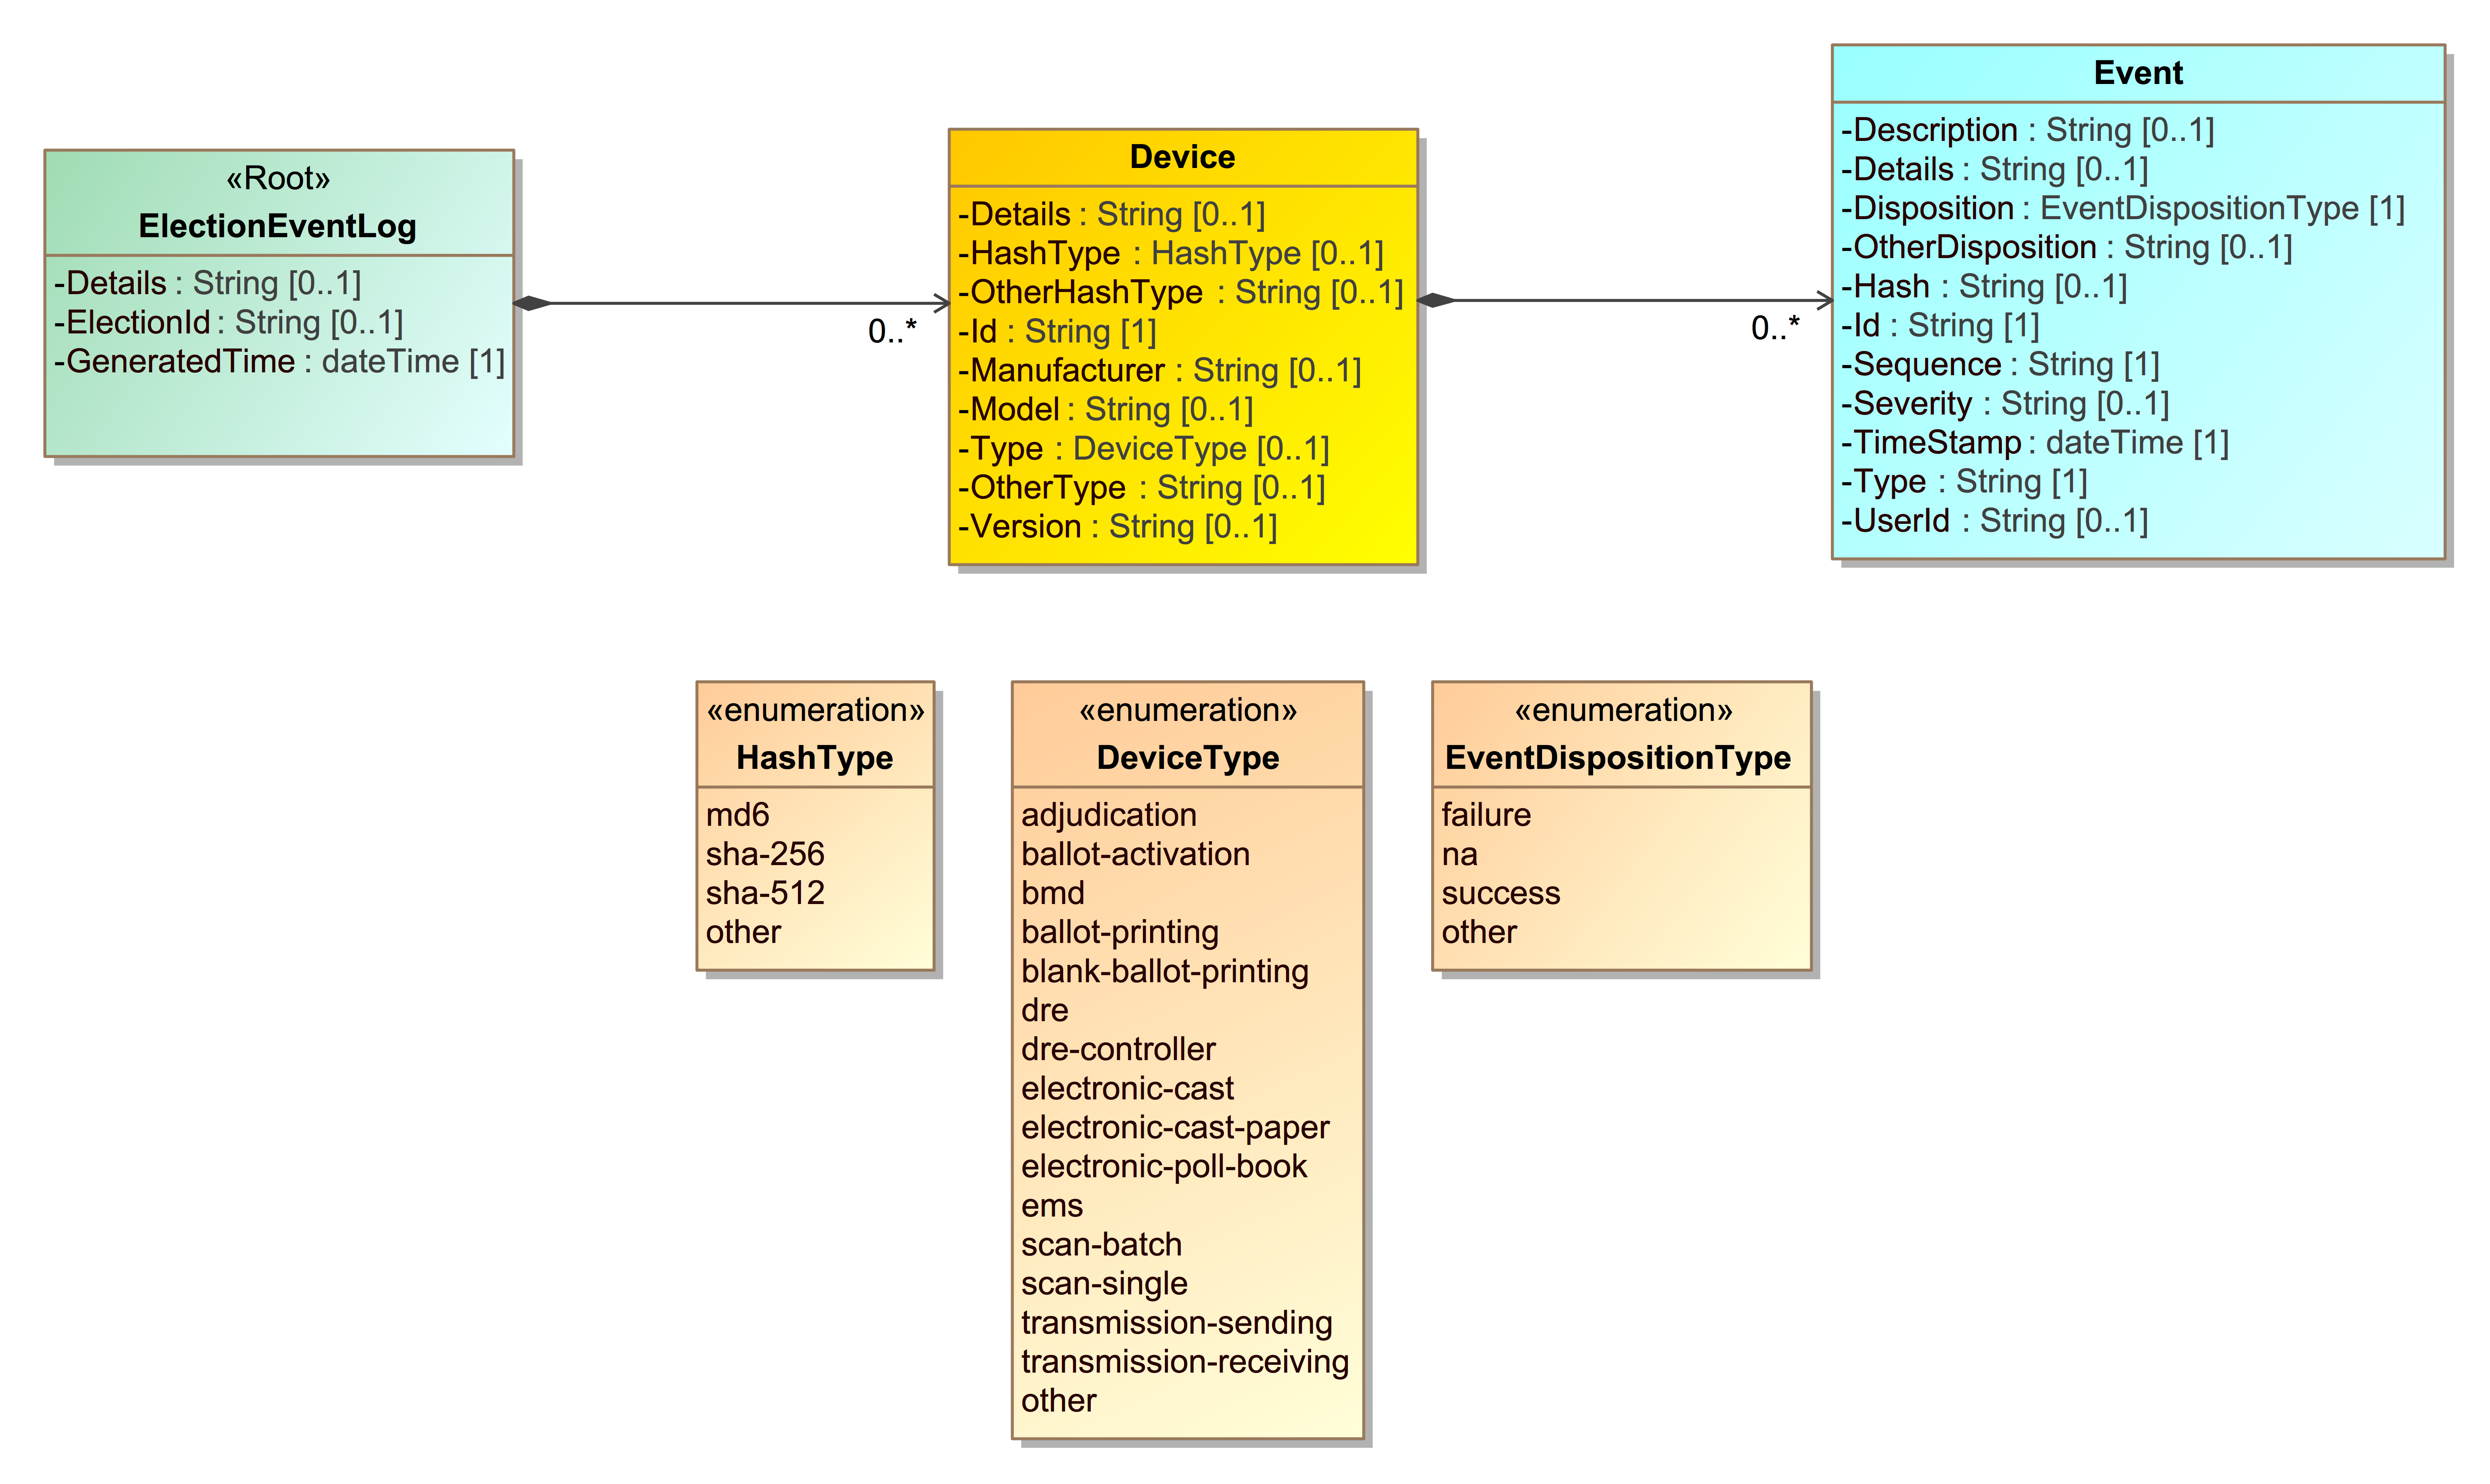 «Root»
ElectionEventLog
-Details : String [0..1]
-ElectionId : String [0..1]
-GeneratedTime : dateTime [1]
0..*
Device
-Details : String [0..1]
-HashType : HashType [0..1]
-OtherHashType : String [0..1]
-Id : String [1]
-Manufacturer : String [0..1]
-Model : String [0..1]
-Type : DeviceType [0..1]
-OtherType : String [0..1]
-Version : String [0..1]
0..*
Event
-Description : String [0..1]
-Details : String [0..1]
-Disposition : EventDispositionType [1]
-OtherDisposition : String [0..1]
-Hash : String [0..1]
-Id : String [1]
-Sequence : String [1]
-Severity : String [0..1]
-TimeStamp : dateTime [1]
-Type : String [1]
-UserId : String [0..1]
«enumeration»
HashType
md6
sha-256
sha-512
other
«enumeration»
DeviceType
adjudication
ballot-activation
bmd
ballot-printing
blank-ballot-printing
dre
dre-controller
electronic-cast
electronic-cast-paper
electronic-poll-book
ems
scan-batch
scan-single
transmission-sending
transmission-receiving
other
«enumeration»
EventDispositionType
failure
na
success
other